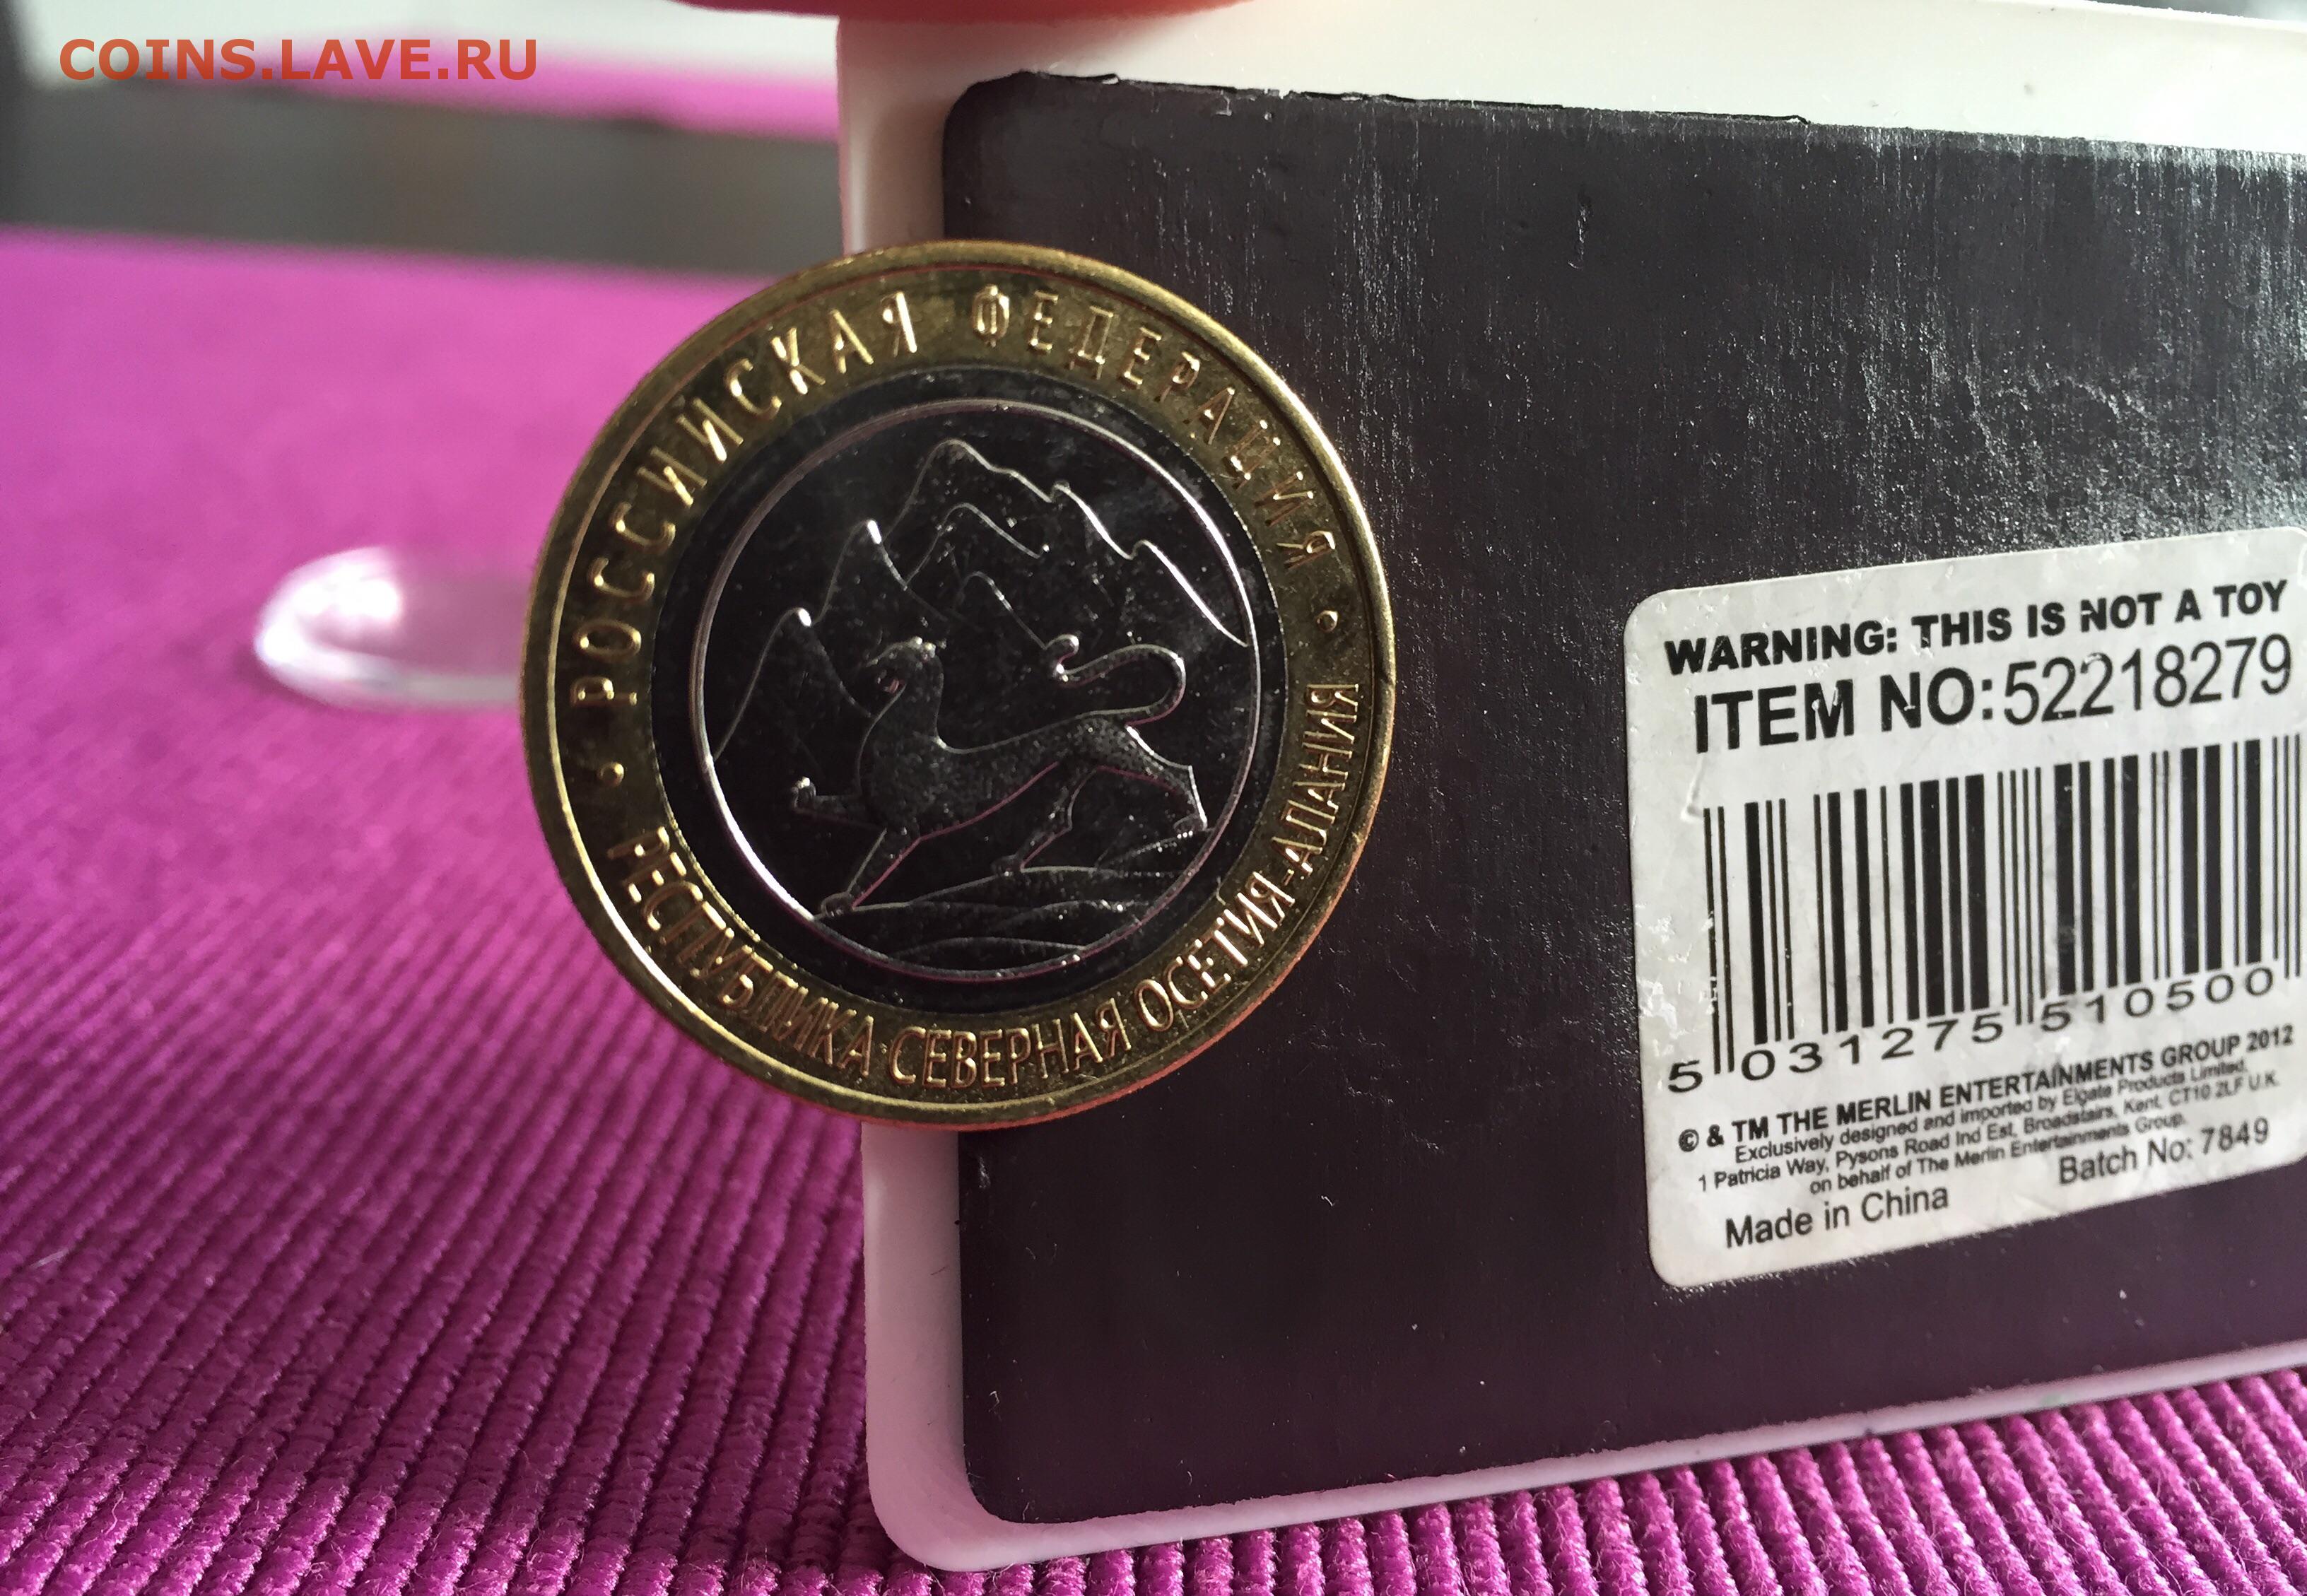 COINS.LAVE.RU
РОССИЙСКАЯ ФЕДЕРАЦИЯ
РЕСПУБЛИКА СЕВЕРНАЯ ОСЕТИЯ-АЛАНИЯ
WARNING: THIS IS NOT A TOY
ITEM NO:52218279
5 031275 510500
© & TM THE MERLIN ENTERTAINMENTS GROUP 2012
Exclusively designed and imported by Elgate Products Limited,
1 Patricia Way, Pysons Road Ind Est, Broadstairs, Kent, CT10 2LF U.K.
on behalf of The Merlin Entertainments Group.
Batch No: 7849
Made in China